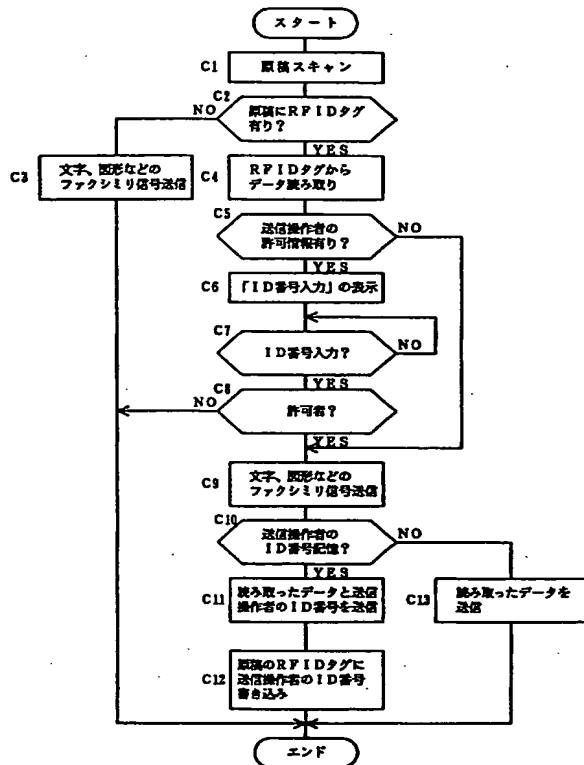 スタート
C1
原稿スキャン
C2
原稿にRFIDタグ
有り?
NO
YES
C3
文字、図形などの
ファクシミリ信号送信
C4
RFIDタグから
データ読み取り
C5
送信操作者の
許可情報有り?
NO
YES
C6
「ID番号入力」の表示
C7
ID番号入力?
NO
YES
C8
許可者?
NO
YES
C9
文字、図形などの
ファクシミリ信号送信
C10
送信操作者の
ID番号記憶?
NO
YES
C11
読み取ったデータと送信
操作者のID番号を送信
C13
読み取ったデータを
送信
C12
原稿のRFIDタグに
送信操作者のID番号
書き込み
エンド